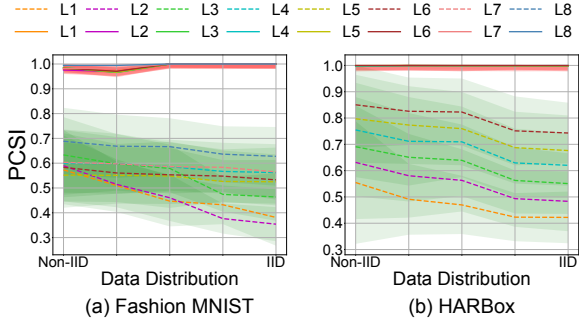 L1 L2 L3 L4 L5 L6 L7 L8
L1 L2 L3 L4 L5 L6 L7 L8
PCSI
1.0
0.9
0.8
0.7
0.6
0.5
0.4
0.3
Non-IID IID
Data Distribution
(a) Fashion MNIST
1.0
0.9
0.8
0.7
0.6
0.5
0.4
0.3
Non-IID IID
Data Distribution
(b) HARBox